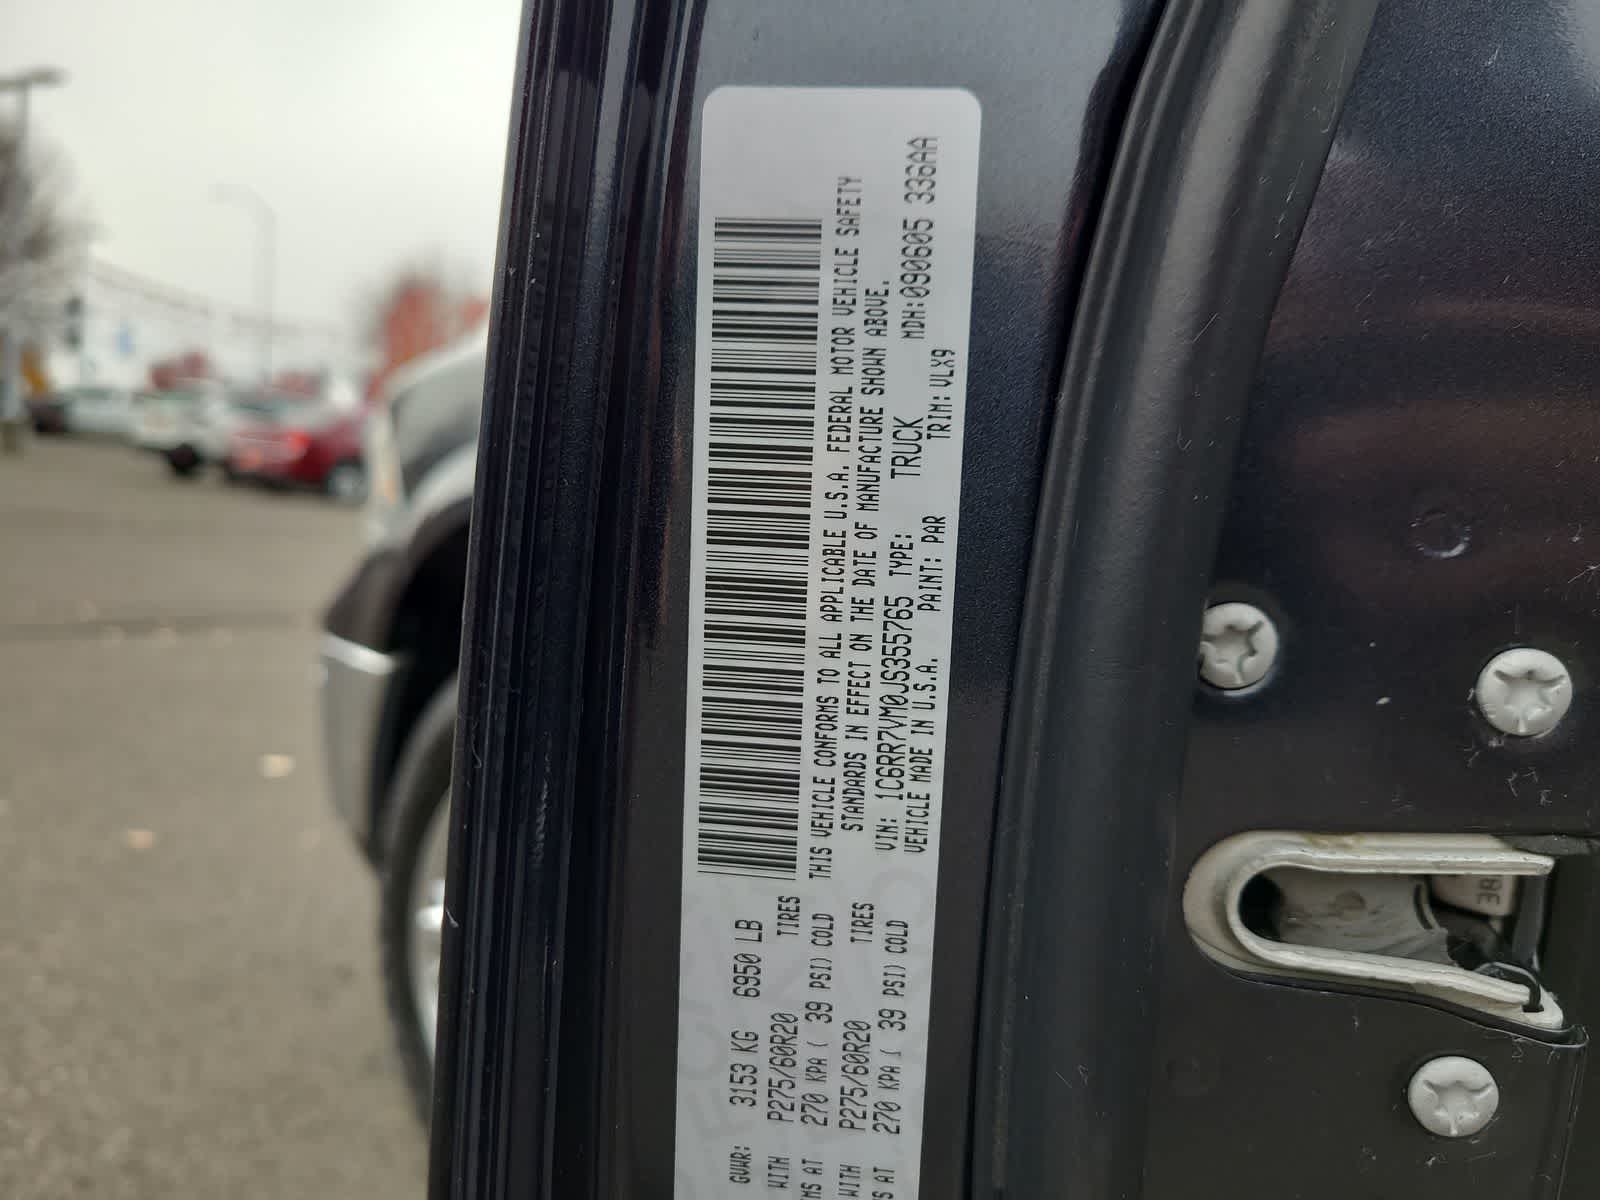 GVWR: 3153 KG 6950 LB
WITH P275/60R20 TIRES
MS AT 270 KPA ( 39 PSI) COLD
WITH P275/60R20 TIRES
S AT 270 KPA ( 39 PSI) COLD
THIS VEHICLE CONFORMS TO ALL APPLICABLE U.S.A. FEDERAL MOTOR VEHICLE SAFETY
STANDARDS IN EFFECT ON THE DATE OF MANUFACTURE SHOWN ABOVE.
VIN: 1C6RR7VM0JS355765 TYPE: TRUCK MDH:090605 336AA
VEHICLE MADE IN U.S.A. PAINT: PAR TRIM: VLX9
38